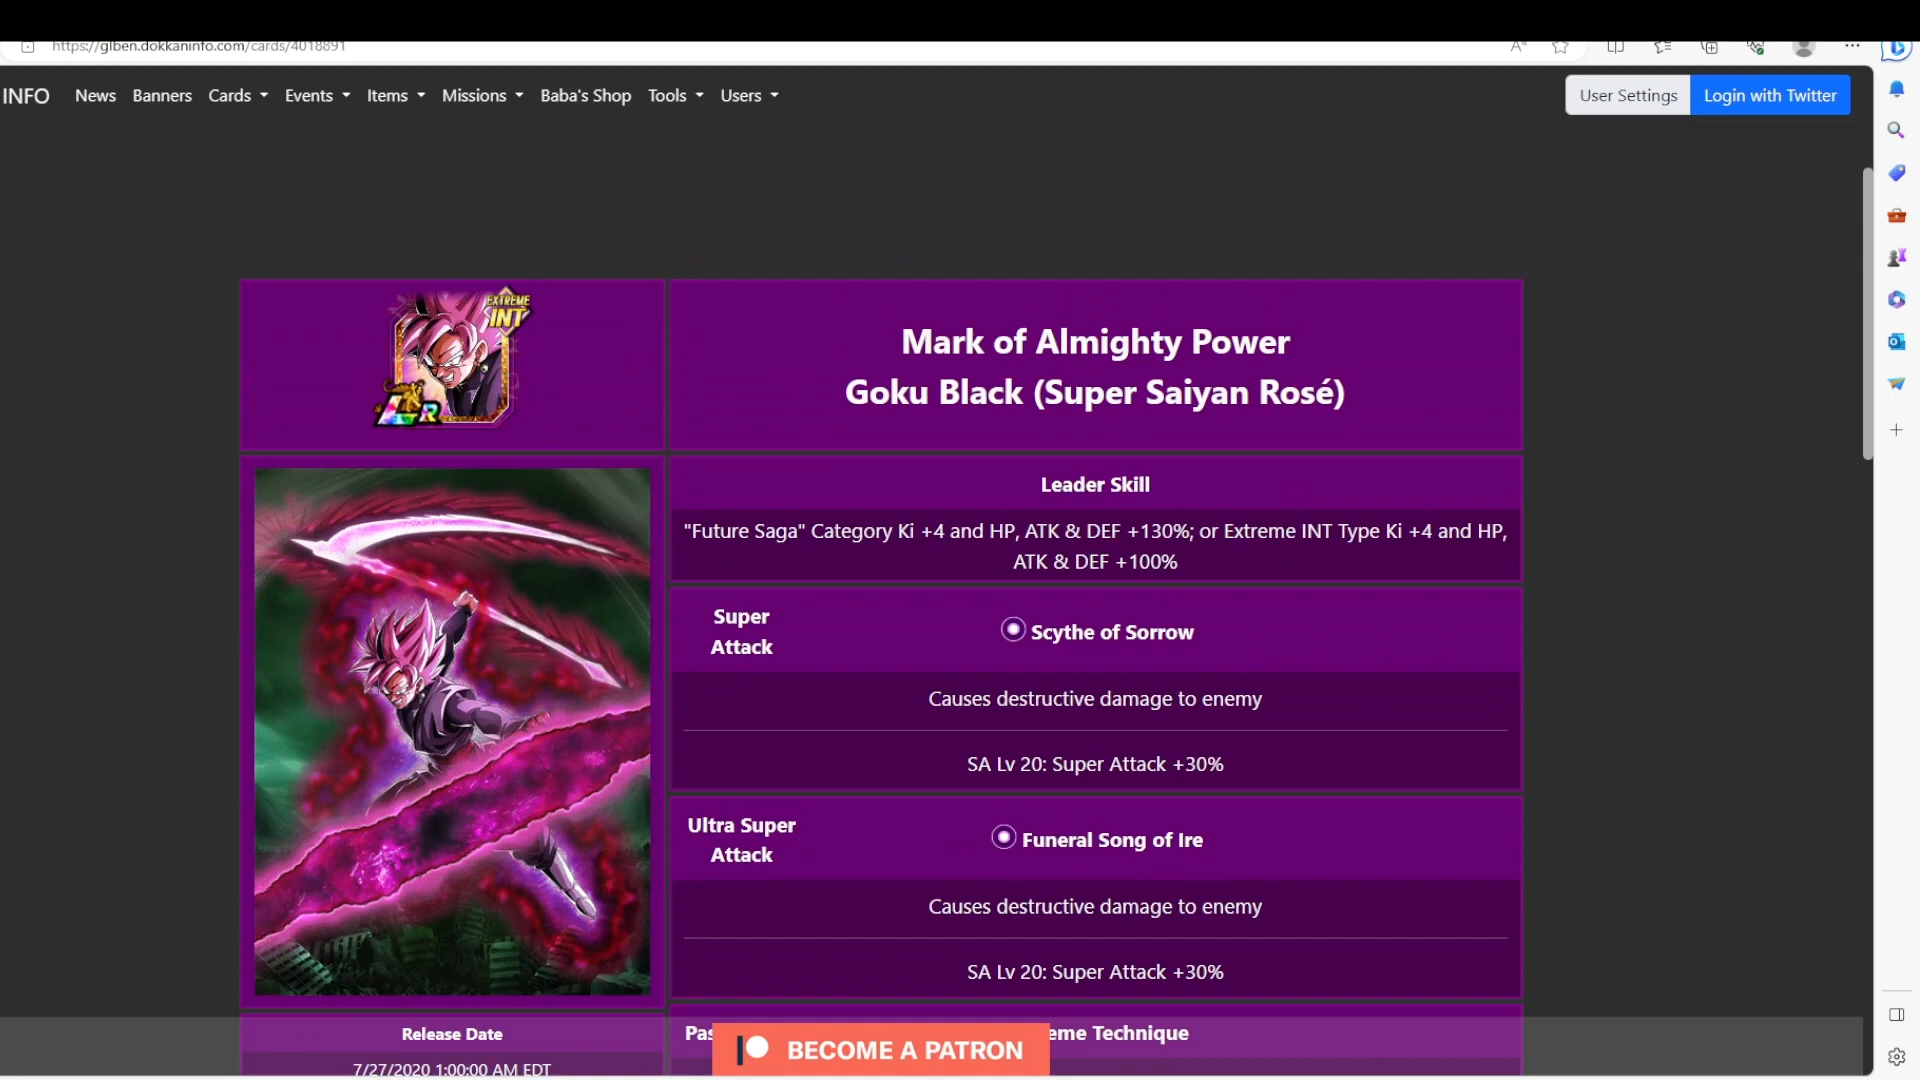 https://glben.dokkaninfo.com/cards/4018891
INFO News Banners Cards Events Items Missions Baba's Shop Tools Users User Settings Login with Twitter
EXTREME
INT
LR
Mark of Almighty Power
Goku Black (Super Saiyan Rosé)
Leader Skill
"Future Saga" Category Ki +4 and HP, ATK & DEF +130%; or Extreme INT Type Ki +4 and HP,
ATK & DEF +100%
Super
Attack
Scythe of Sorrow
Causes destructive damage to enemy
SA Lv 20: Super Attack +30%
Ultra Super
Attack
Funeral Song of Ire
Causes destructive damage to enemy
SA Lv 20: Super Attack +30%
Release Date
7/27/2020 1:00:00 AM EDT
Technique
BECOME A PATRON